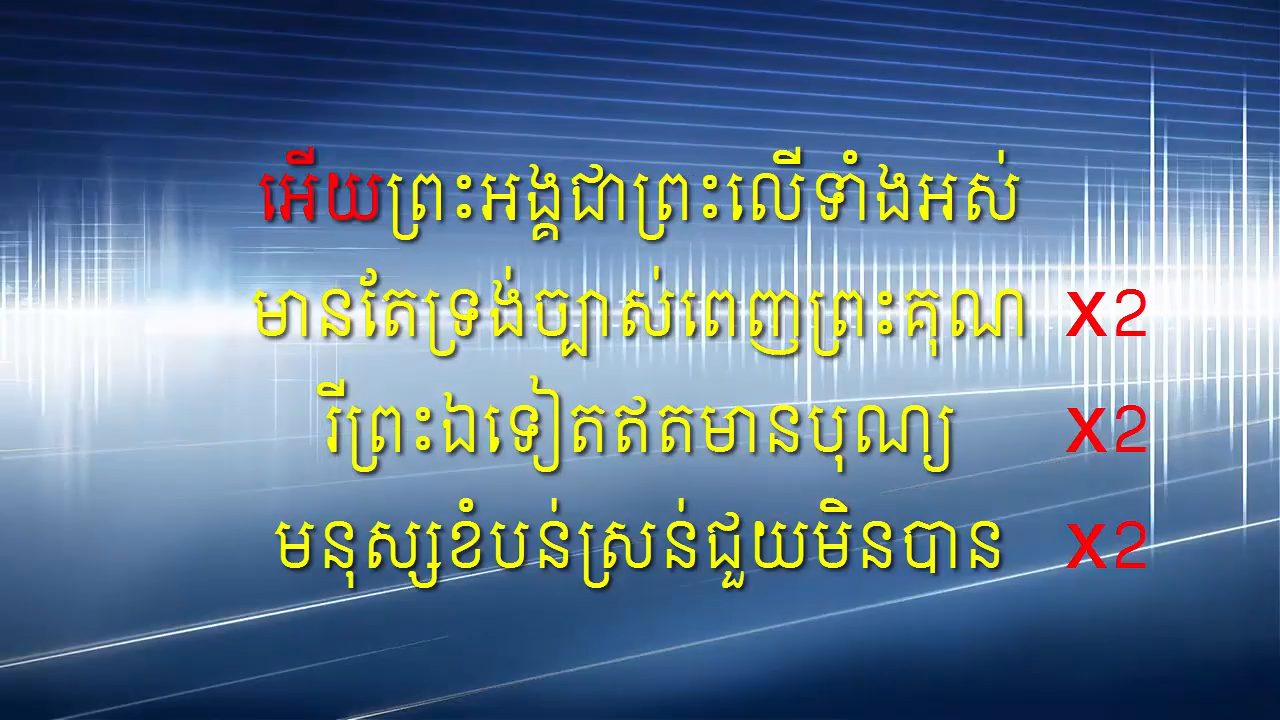 អើយព្រះអង្គជាព្រះលើទាំងអស់
មានតែទ្រង់ច្បាស់ពេញព្រះគុណ X2
រីព្រះឯទៀតឥតមានបុណ្យ X2
មនុស្សខំបន់ស្រន់ជួយមិនបាន X2